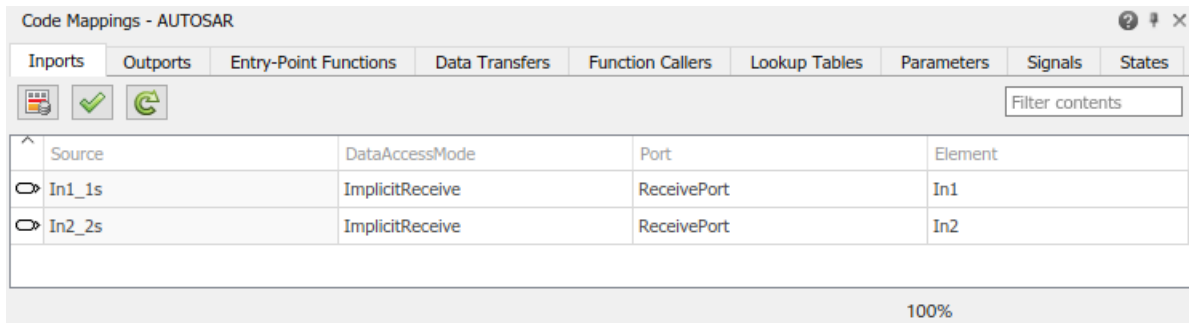 Code Mappings - AUTOSAR
Inports Outports Entry-Point Functions Data Transfers Function Callers Lookup Tables Parameters Signals States
Filter contents
Source DataAccessMode Port Element
In1_1s ImplicitReceive ReceivePort In1
In2_2s ImplicitReceive ReceivePort In2
100%